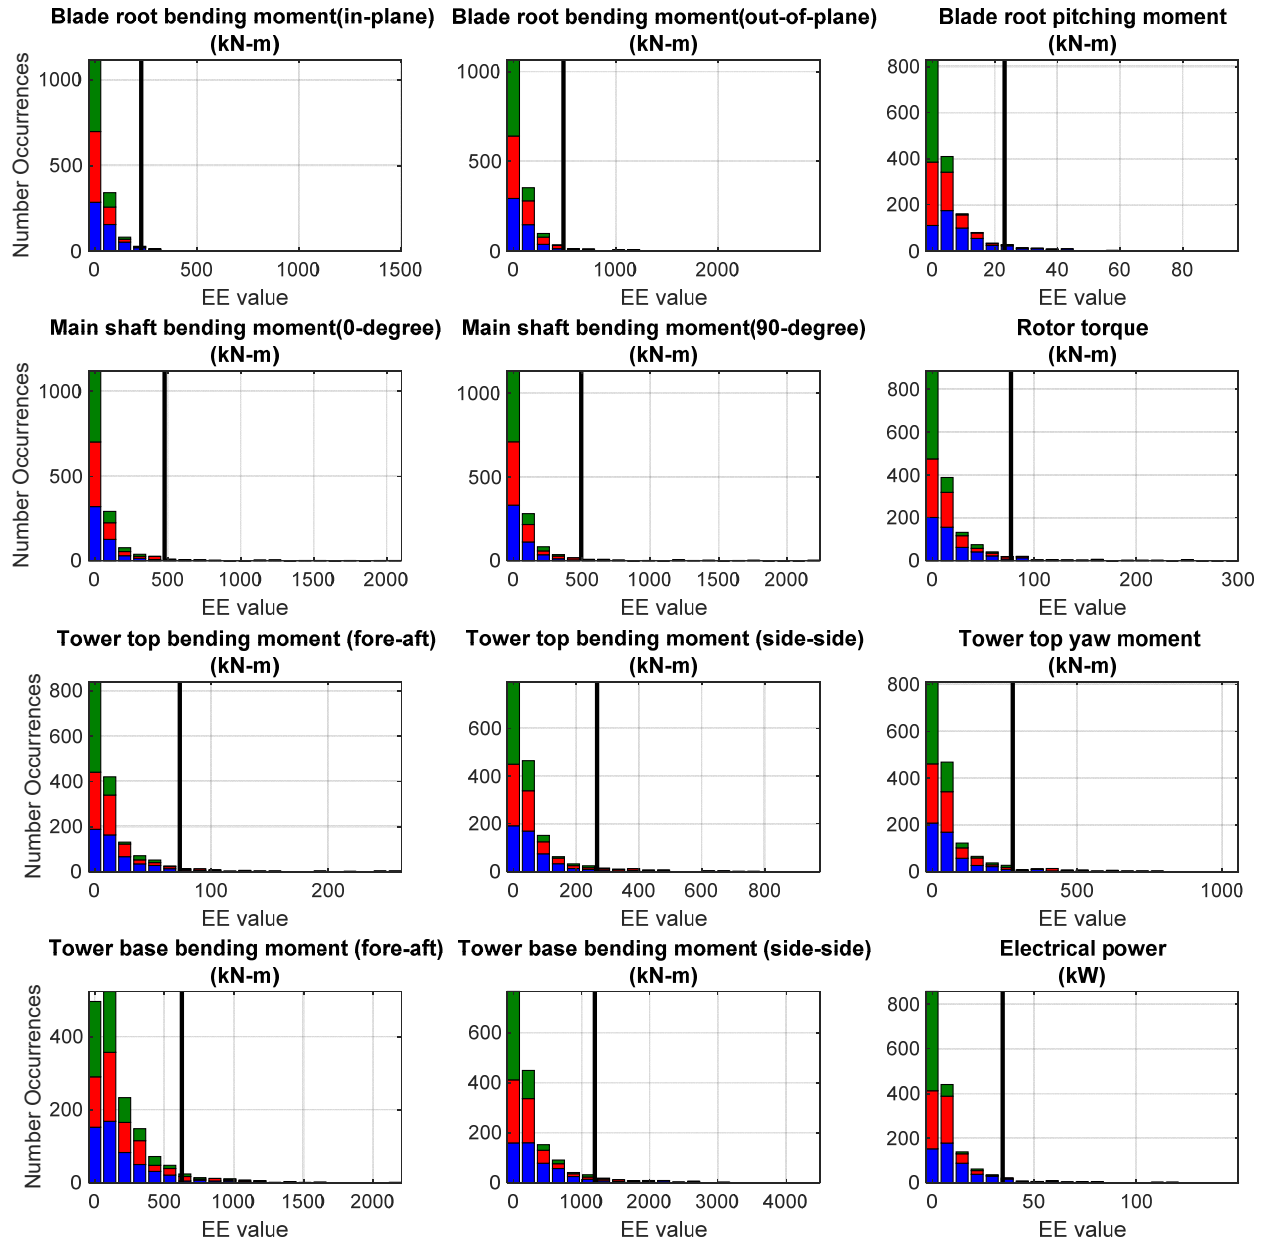 Blade root bending moment(in-plane)
(kN-m)
Blade root bending moment(out-of-plane)
(kN-m)
Blade root pitching moment
(kN-m)
Number Occurrences
1000
500
0
0
500
1000
1500
EE value
1000
500
0
0
1000
2000
EE value
800
600
400
200
0
0
20
40
60
80
EE value
Main shaft bending moment(0-degree)
(kN-m)
Main shaft bending moment(90-degree)
(kN-m)
Rotor torque
(kN-m)
Number Occurrences
1000
500
0
0
500
1000
1500
2000
EE value
1000
500
0
0
500
1000
1500
2000
EE value
800
600
400
200
0
0
100
200
300
EE value
Tower top bending moment (fore-aft)
(kN-m)
Tower top bending moment (side-side)
(kN-m)
Tower top yaw moment
(kN-m)
Number Occurrences
800
600
400
200
0
0
100
200
EE value
600
400
200
0
0
200
400
600
800
EE value
800
600
400
200
0
0
500
1000
EE value
Tower base bending moment (fore-aft)
(kN-m)
Tower base bending moment (side-side)
(kN-m)
Electrical power
(kW)
Number Occurrences
400
200
0
0
500
1000
1500
2000
EE value
600
400
200
0
0
1000
2000
3000
4000
EE value
800
600
400
200
0
0
50
100
EE value